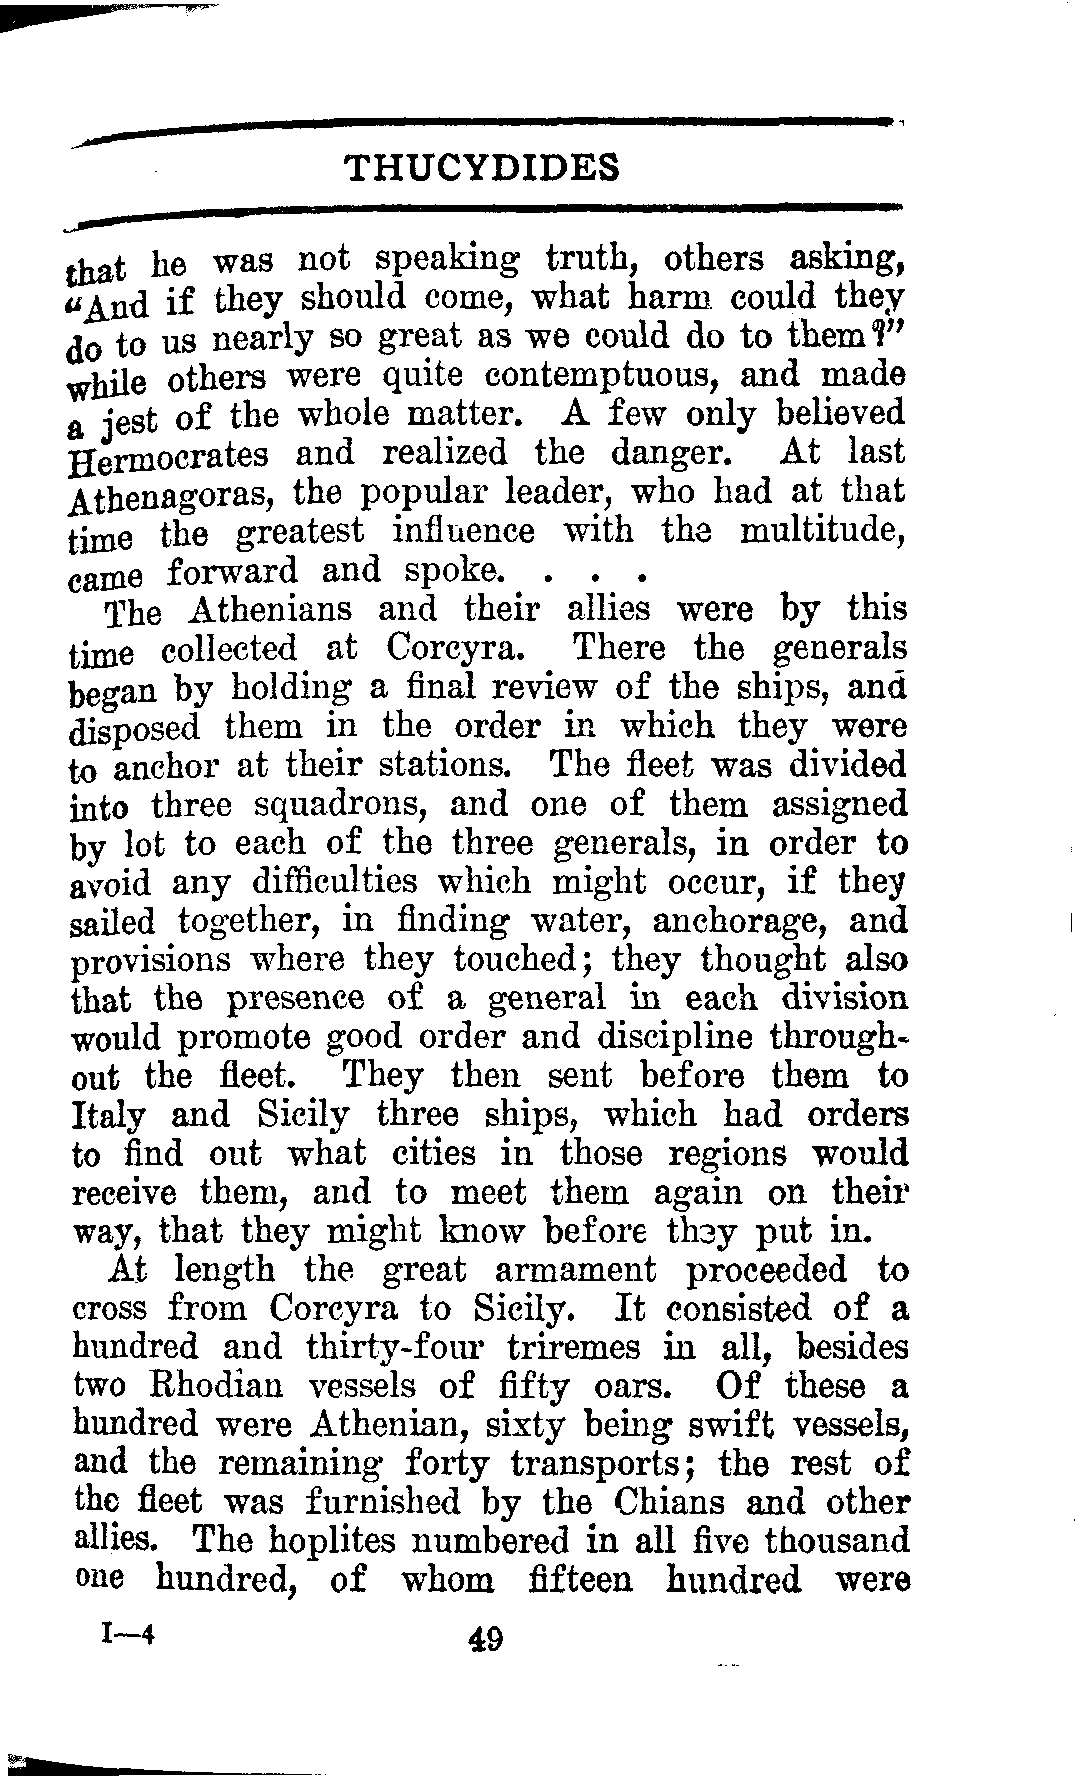 THUCYDIDES
that he was not speaking truth, others asking,
“And if they should come, what harm could they
do to us nearly so great as we could do to them?”
while others were quite contemptuous, and made
a jest of the whole matter. A few only believed
Hermocrates and realized the danger. At last
Athenagoras, the popular leader, who had at that
time the greatest influence with the multitude,
came forward and spoke. . . .
The Athenians and their allies were by this
time collected at Corcyra. There the generals
began by holding a final review of the ships, and
disposed them in the order in which they were
to anchor at their stations. The fleet was divided
into three squadrons, and one of them assigned
by lot to each of the three generals, in order to
avoid any difficulties which might occur, if they
sailed together, in finding water, anchorage, and
provisions where they touched; they thought also
that the presence of a general in each division
would promote good order and discipline through-
out the fleet. They then sent before them to
Italy and Sicily three ships, which had orders
to find out what cities in those regions would
receive them, and to meet them again on their
way, that they might know before they put in.
At length the great armament proceeded to
cross from Corcyra to Sicily. It consisted of a
hundred and thirty-four triremes in all, besides
two Rhodian vessels of fifty oars. Of these a
hundred were Athenian, sixty being swift vessels,
and the remaining forty transports; the rest of
the fleet was furnished by the Chians and other
allies. The hoplites numbered in all five thousand
one hundred, of whom fifteen hundred were
I—4 49